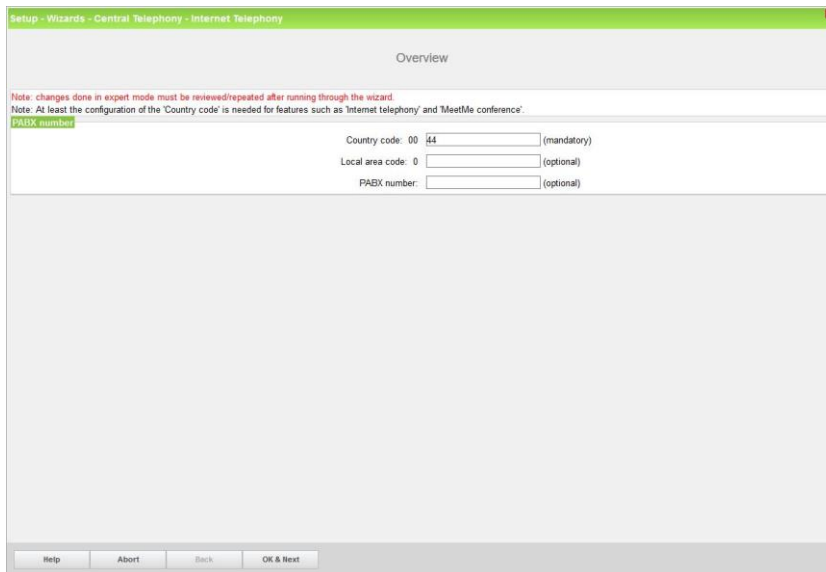 Setup - Wizards - Central Telephony - Internet Telephony
Overview
Note: changes done in expert mode must be reviewed/repeated after running through the wizard.
Note: At least the configuration of the 'Country code' is needed for features such as 'Internet telephony' and 'MeetMe conference'.
PABX number
Country code: 00 44 (mandatory)
Local area code: 0 (optional)
PABX number: (optional)
Help Abort Back OK & Next